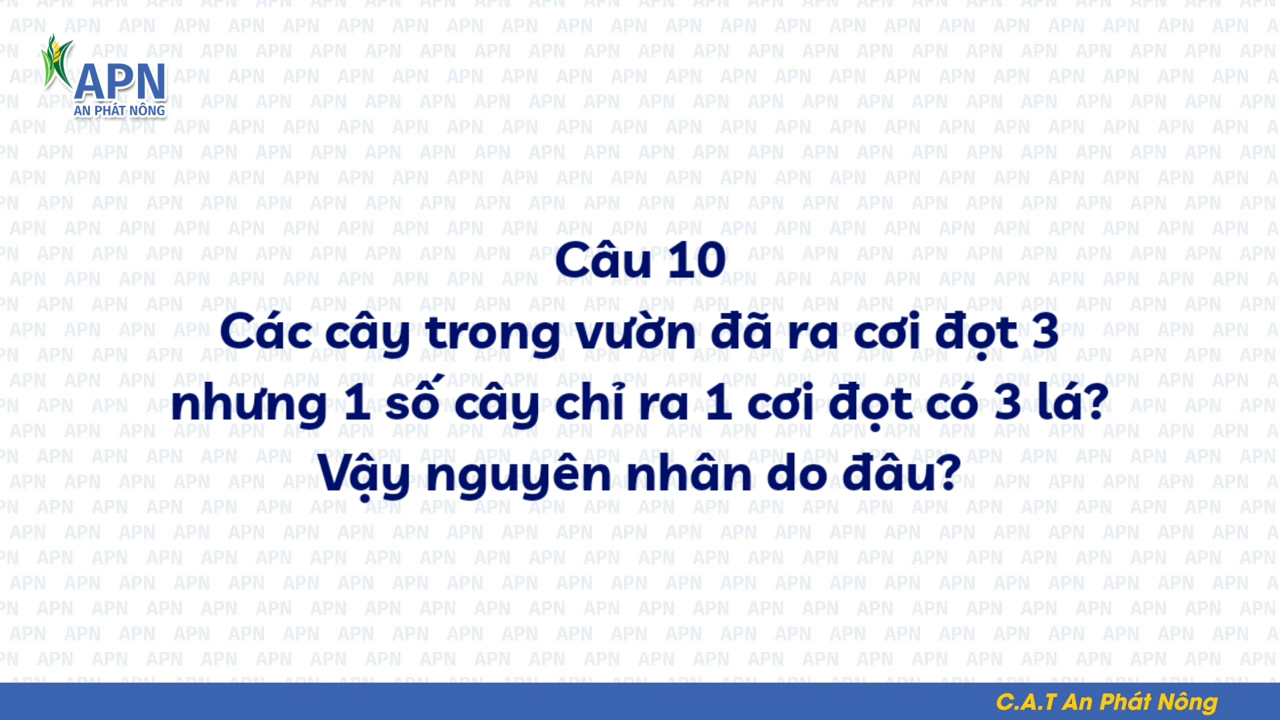 APN
AN PHÁT NÔNG
Câu 10
Các cây trong vườn đã ra cơi đọt 3
nhưng 1 số cây chỉ ra 1 cơi đọt có 3 lá?
Vậy nguyên nhân do đâu?
C.A.T An Phát Nông